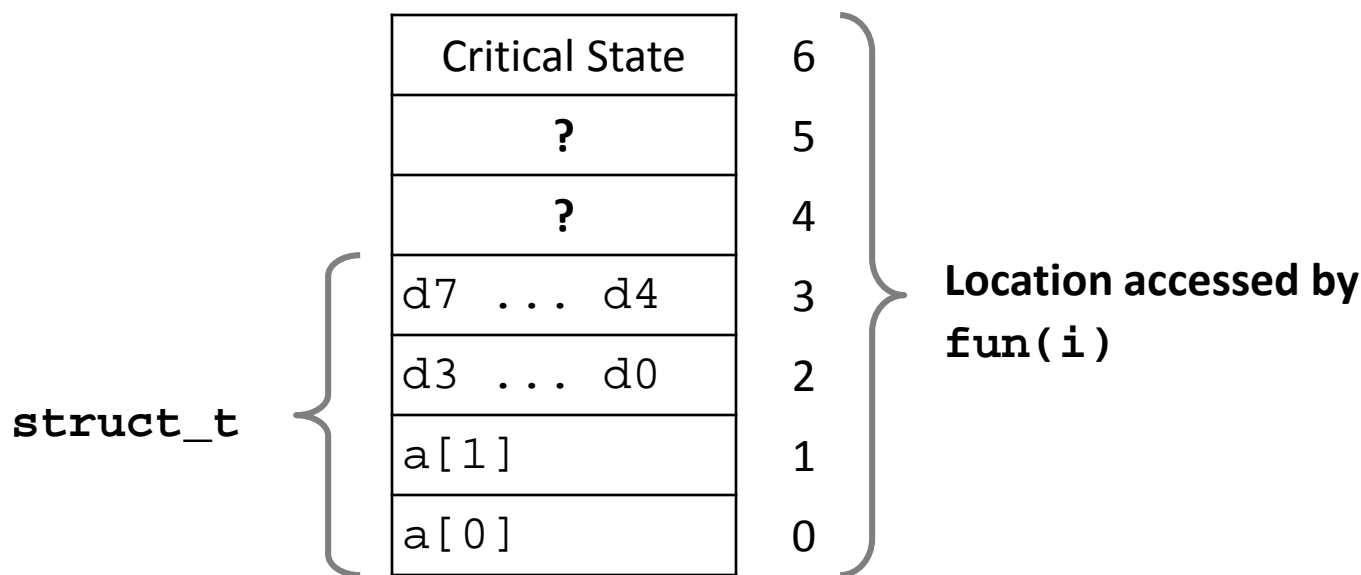 Critical State 6
? 5
? 4
d7 ... d4 3
Location accessed by
fun(i)
d3 ... d0 2
struct_t
a[1] 1
a[0] 0